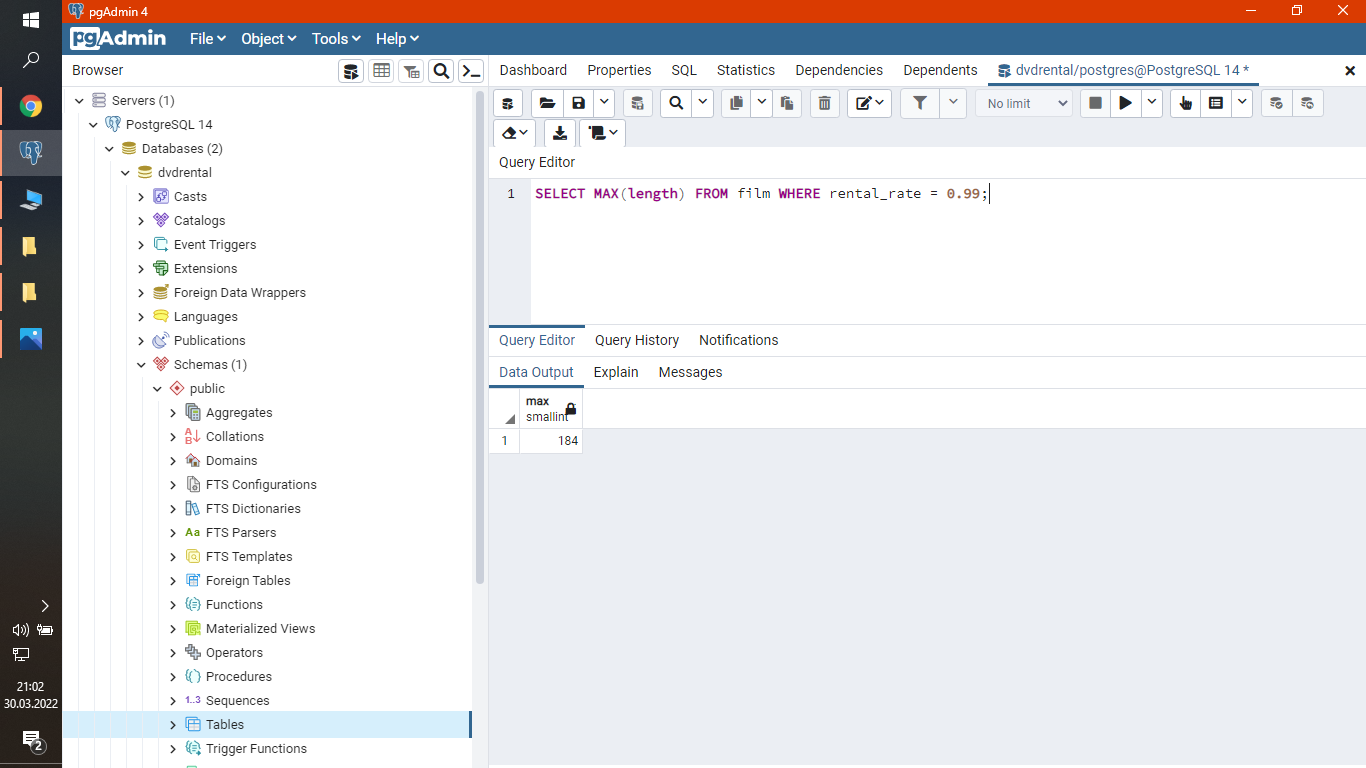 pgAdmin 4
pgAdmin File Object Tools Help
Browser
Dashboard Properties SQL Statistics Dependencies Dependents dvdrental/postgres@PostgreSQL 14 *
No limit
Servers (1)
PostgreSQL 14
Databases (2)
dvdrental
Casts
Catalogs
Event Triggers
Extensions
Foreign Data Wrappers
Languages
Publications
Schemas (1)
public
Aggregates
Collations
Domains
FTS Configurations
FTS Dictionaries
Aa FTS Parsers
FTS Templates
Foreign Tables
Functions
Materialized Views
Operators
Procedures
1..3 Sequences
Tables
Trigger Functions
Query Editor
1 SELECT MAX(length) FROM film WHERE rental_rate = 0.99;
Query Editor Query History Notifications
Data Output Explain Messages
max
smallint
1 184
21:02
30.03.2022
2